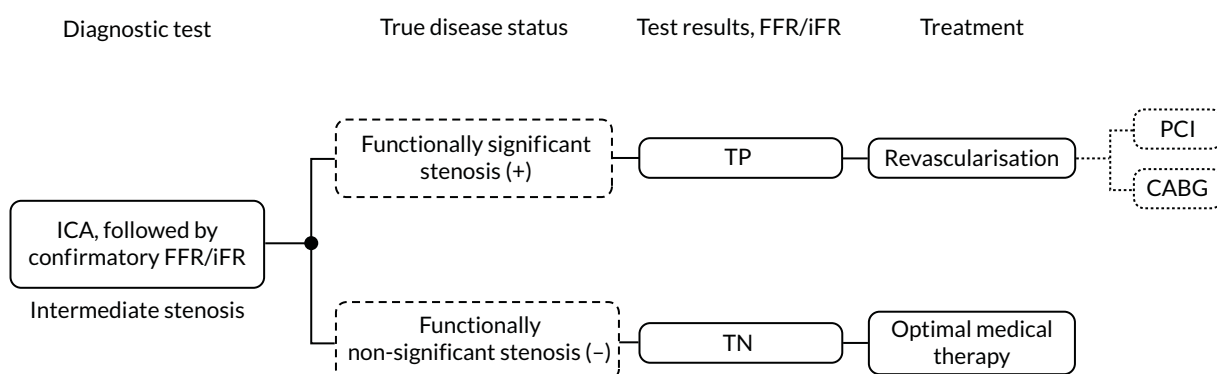 Diagnostic test
True disease status
Test results, FFR/iFR
Treatment
Functionally significant
stenosis (+)
TP
Revascularisation
PCI
CABG
ICA, followed by
confirmatory FFR/iFR
Intermediate stenosis
Functionally
non-significant stenosis (–)
TN
Optimal medical
therapy